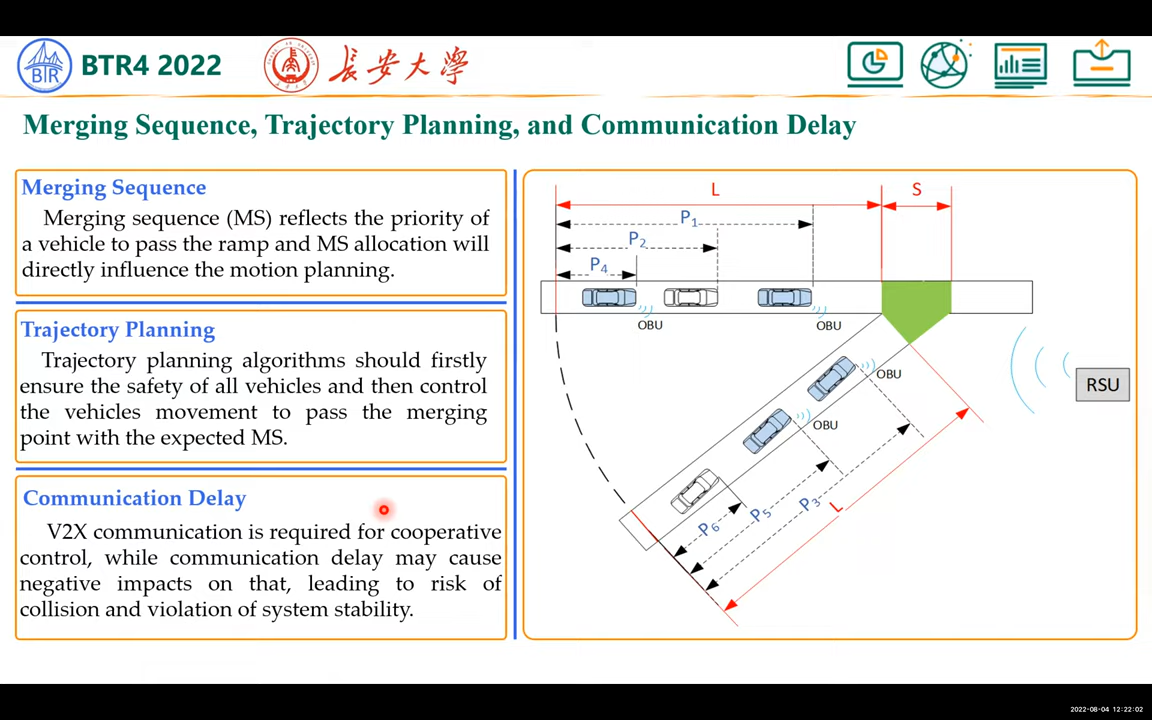 BIR
BTR4 2022
长安大学
Merging Sequence, Trajectory Planning, and Communication Delay
Merging Sequence
Merging sequence (MS) reflects the priority of
a vehicle to pass the ramp and MS allocation will
directly influence the motion planning.
Trajectory Planning
Trajectory planning algorithms should firstly
ensure the safety of all vehicles and then control
the vehicles movement to pass the merging
point with the expected MS.
Communication Delay
V2X communication is required for cooperative
control, while communication delay may cause
negative impacts on that, leading to risk of
collision and violation of system stability.
L
S
P1
P2
P4
OBU
OBU
OBU
RSU
OBU
P6
P5
P3
L
2022-08-04 12:22:02